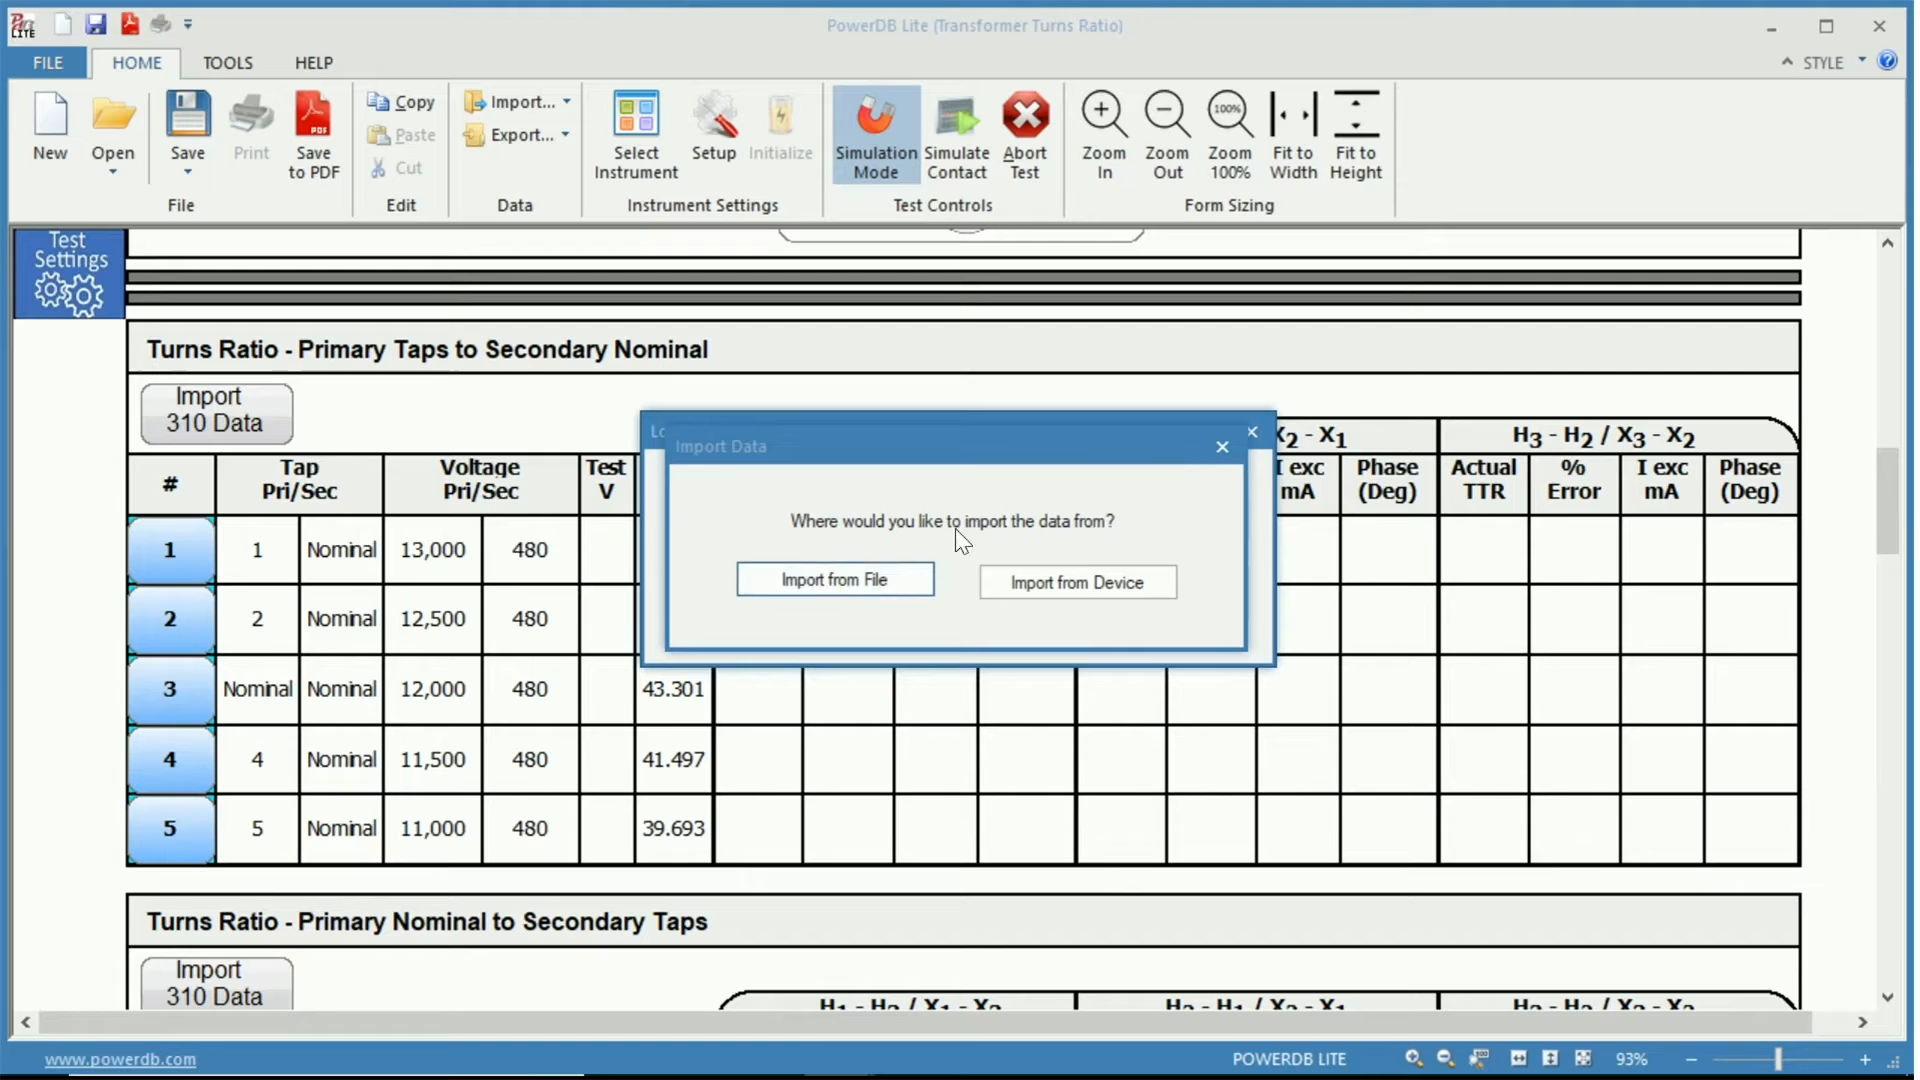 PowerDB Lite (Transformer Turns Ratio)
LITE
FILE HOME TOOLS HELP STYLE
New Open Save Print Save to PDF
File
Copy
Paste
Cut
Edit
Import...
Export...
Data
Select Instrument Setup Initialize
Instrument Settings
Simulation Mode Simulate Contact Abort Test
Test Controls
Zoom In Zoom Out 100% Zoom 100% Fit to Width Fit to Height
Form Sizing
Test Settings
Turns Ratio - Primary Taps to Secondary Nominal
Import
310 Data
X2 - X1 H3 - H2 / X3 - X2
# Tap Pri/Sec Voltage Pri/Sec Test V I exc mA Phase (Deg) Actual TTR % Error I exc mA Phase (Deg)
Import Data
Where would you like to import the data from?
Import from File Import from Device
1 1 Nominal 13,000 480
2 2 Nominal 12,500 480
3 Nominal Nominal 12,000 480 43.301
4 4 Nominal 11,500 480 41.497
5 5 Nominal 11,000 480 39.693
Turns Ratio - Primary Nominal to Secondary Taps
Import
310 Data
www.powerdb.com POWERDB LITE 93%